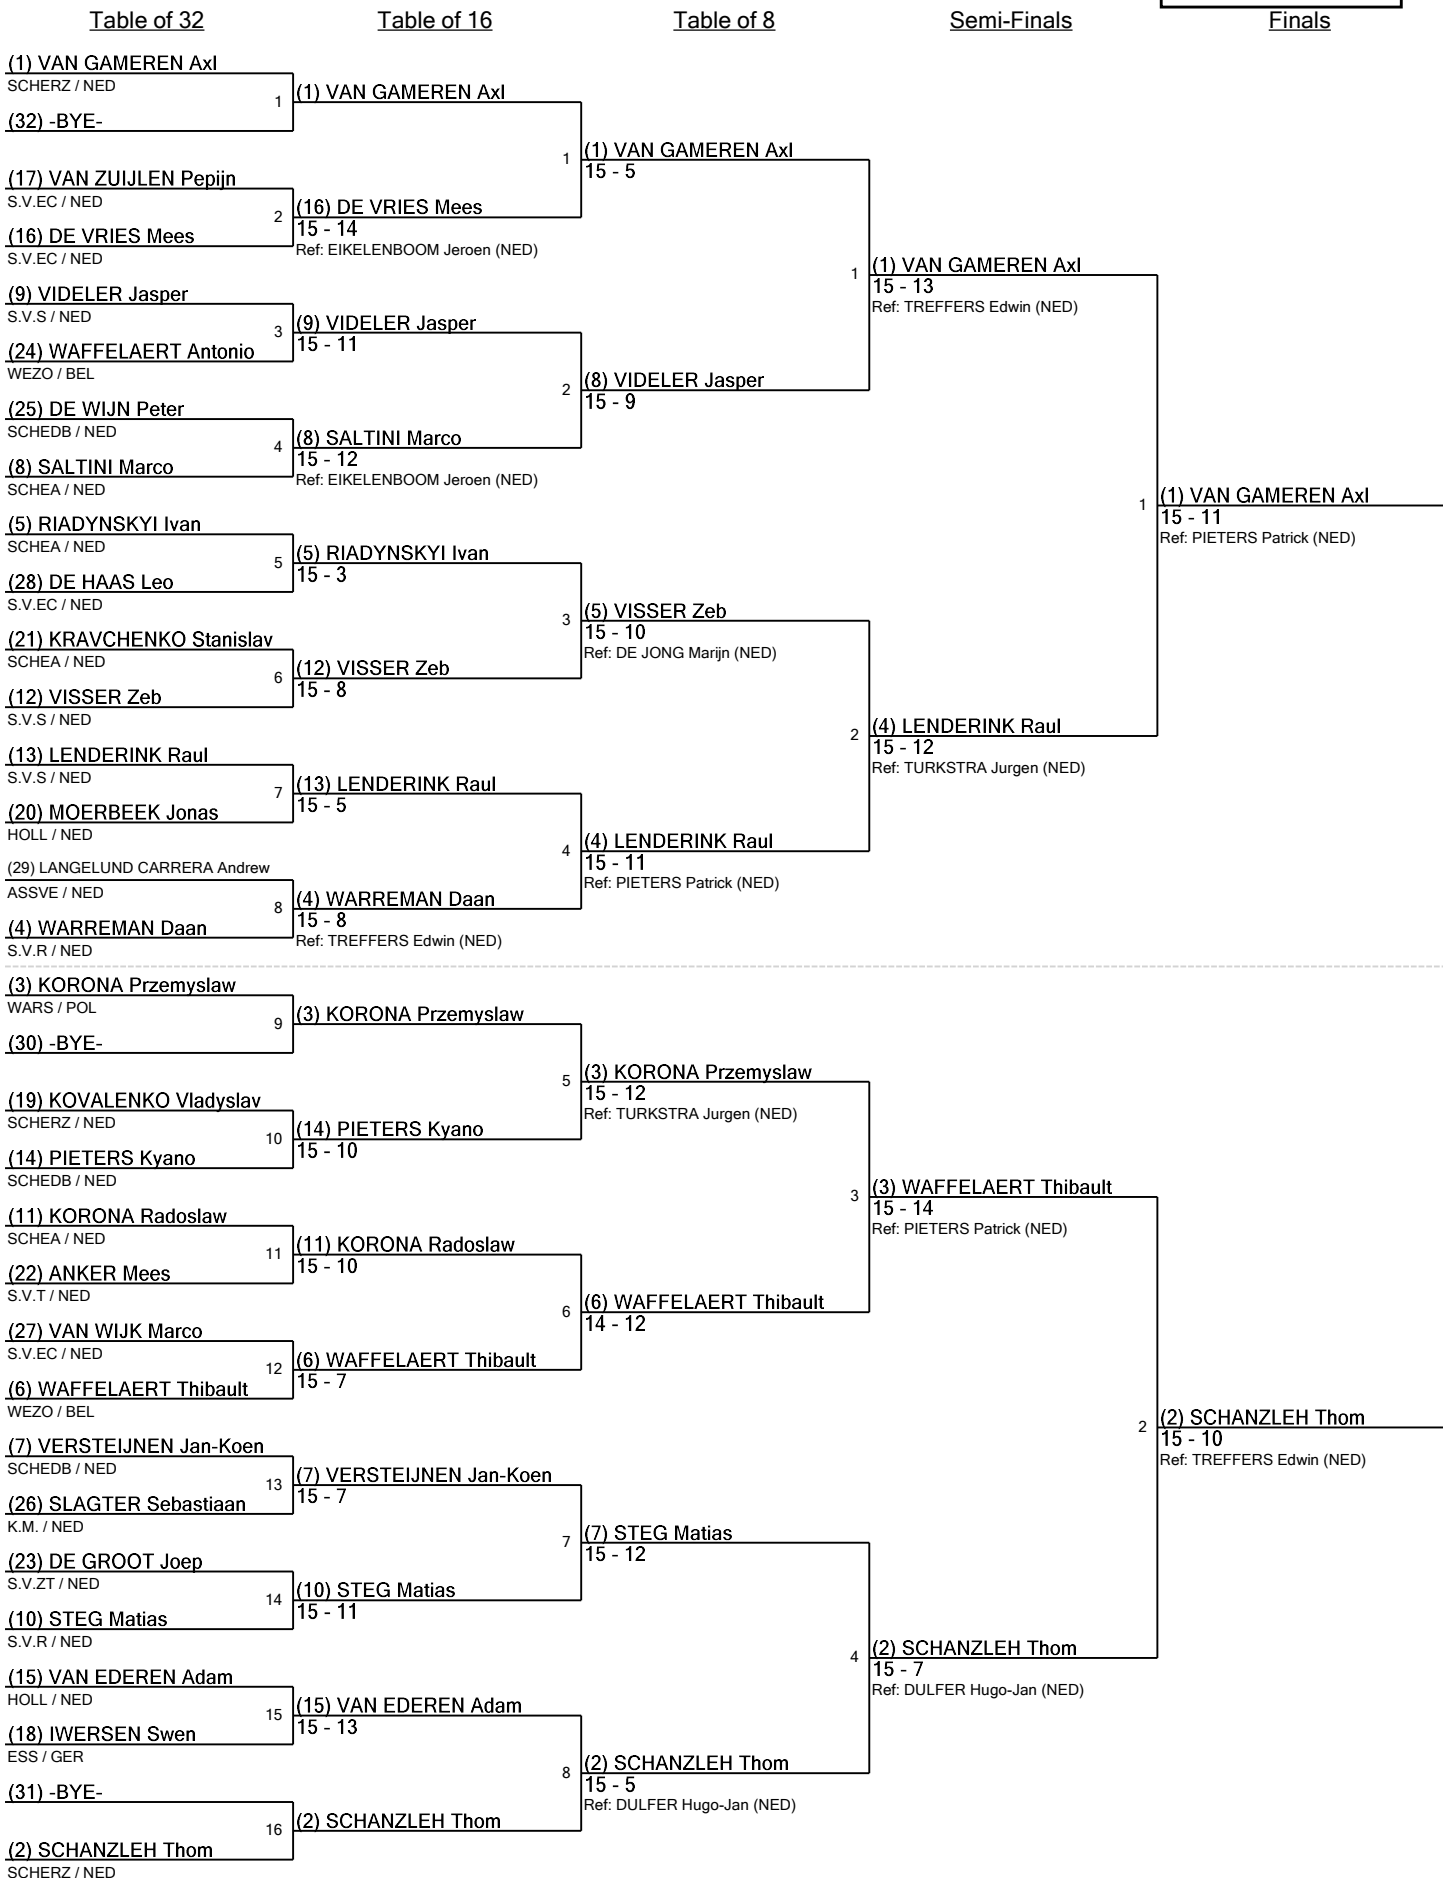 Table of 32
Table of 16
Table of 8
Semi-Finals
Finals
(1) VAN GAMEREN Axl
SCHERZ / NED
1
(32) -BYE-
(17) VAN ZUIJLEN Pepijn
S.V.EC / NED
2
(16) DE VRIES Mees
S.V.EC / NED
(9) VIDELER Jasper
S.V.S / NED
3
(24) WAFFELAERT Antonio
WEZO / BEL
(25) DE WIJN Peter
SCHEDB / NED
4
(8) SALTINI Marco
SCHEA / NED
(5) RIADYNSKYI Ivan
SCHEA / NED
5
(28) DE HAAS Leo
S.V.EC / NED
(21) KRAVCHENKO Stanislav
SCHEA / NED
6
(12) VISSER Zeb
S.V.S / NED
(13) LENDERINK Raul
S.V.S / NED
7
(20) MOERBEEK Jonas
HOLL / NED
(29) LANGELUND CARRERA Andrew
ASSVE / NED
8
(4) WARREMAN Daan
S.V.R / NED
(3) KORONA Przemyslaw
WARS / POL
9
(30) -BYE-
(19) KOVALENKO Vladyslav
SCHERZ / NED
10
(14) PIETERS Kyano
SCHEDB / NED
(11) KORONA Radoslaw
SCHEA / NED
11
(22) ANKER Mees
S.V.T / NED
(27) VAN WIJK Marco
S.V.EC / NED
12
(6) WAFFELAERT Thibault
WEZO / BEL
(7) VERSTEIJNEN Jan-Koen
SCHEDB / NED
13
(26) SLAGTER Sebastiaan
K.M. / NED
(23) DE GROOT Joep
S.V.ZT / NED
14
(10) STEG Matias
S.V.R / NED
(15) VAN EDEREN Adam
HOLL / NED
15
(18) IWERSEN Swen
ESS / GER
(31) -BYE-
16
(2) SCHANZLEH Thom
SCHERZ / NED
(1) VAN GAMEREN Axl
1
(16) DE VRIES Mees
15 - 14
Ref: EIKELENBOOM Jeroen (NED)
(9) VIDELER Jasper
15 - 11
2
(8) SALTINI Marco
15 - 12
Ref: EIKELENBOOM Jeroen (NED)
(5) RIADYNSKYI Ivan
15 - 3
3
(12) VISSER Zeb
15 - 8
(13) LENDERINK Raul
15 - 5
4
(4) WARREMAN Daan
15 - 8
Ref: TREFFERS Edwin (NED)
(3) KORONA Przemyslaw
5
(14) PIETERS Kyano
15 - 10
(11) KORONA Radoslaw
15 - 10
6
(6) WAFFELAERT Thibault
15 - 7
(7) VERSTEIJNEN Jan-Koen
15 - 7
7
(10) STEG Matias
15 - 11
(15) VAN EDEREN Adam
15 - 13
8
(2) SCHANZLEH Thom
(1) VAN GAMEREN Axl
15 - 5
1
(8) VIDELER Jasper
15 - 9
(5) VISSER Zeb
15 - 10
Ref: DE JONG Marijn (NED)
2
(4) LENDERINK Raul
15 - 11
Ref: PIETERS Patrick (NED)
(3) KORONA Przemyslaw
15 - 12
Ref: TURKSTRA Jurgen (NED)
3
(6) WAFFELAERT Thibault
14 - 12
(7) STEG Matias
15 - 12
4
(2) SCHANZLEH Thom
15 - 5
Ref: DULFER Hugo-Jan (NED)
(1) VAN GAMEREN Axl
15 - 13
Ref: TREFFERS Edwin (NED)
1
(4) LENDERINK Raul
15 - 12
Ref: TURKSTRA Jurgen (NED)
(3) WAFFELAERT Thibault
15 - 14
Ref: PIETERS Patrick (NED)
2
(2) SCHANZLEH Thom
15 - 7
Ref: DULFER Hugo-Jan (NED)
(1) VAN GAMEREN Axl
15 - 11
Ref: PIETERS Patrick (NED)
(2) SCHANZLEH Thom
15 - 10
Ref: TREFFERS Edwin (NED)